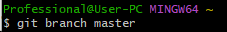 Professional@User-PC MINGW64 ~
$ git branch master